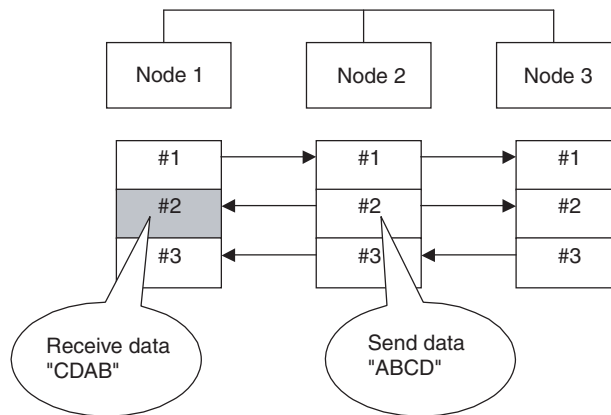 Node 1
Node 2
Node 3
#1
#1
#1
#2
#2
#2
#3
#3
#3
Receive data
"CDAB"
Send data
"ABCD"